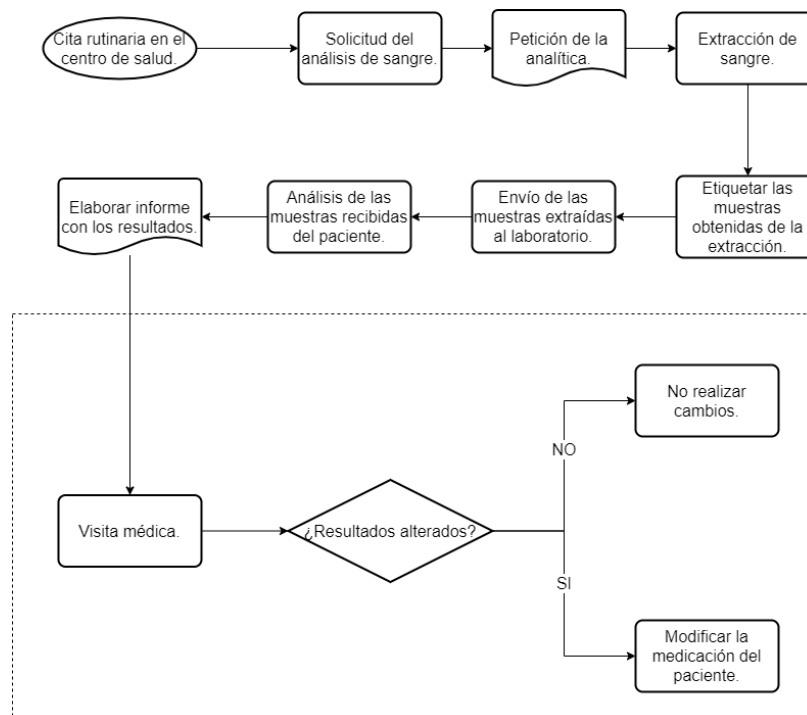 Cita rutinaria en el
centro de salud.
Solicitud del
análisis de sangre.
Petición de la
analítica.
Extracción de
sangre.
Etiquetar las
muestras
obtenidas de la
extracción.
Envío de las
muestras extraídas
al laboratorio.
Análisis de las
muestras recibidas
del paciente.
Elaborar informe
con los resultados.
Visita médica.
¿Resultados alterados?
NO
No realizar
cambios.
SI
Modificar la
medicación del
paciente.